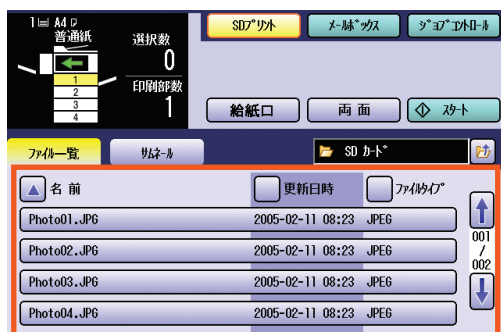 1 A4
普通紙
選択数
0
印刷部数
1
1
2
3
4
SDﾌﾟﾘﾝﾄ
ﾒｰﾙﾎﾞｯｸｽ
ｼﾞｮﾌﾞｺﾝﾄﾛｰﾙ
給紙口
両面
ｽﾀｰﾄ
ﾌｧｲﾙ一覧
ｻﾑﾈｰﾙ
SD ｶｰﾄﾞ
名 前
更新日時
ﾌｧｲﾙﾀｲﾌﾟ
Photo01.JPG 2005-02-11 08:23 JPEG
Photo02.JPG 2005-02-11 08:23 JPEG
Photo03.JPG 2005-02-11 08:23 JPEG
Photo04.JPG 2005-02-11 08:23 JPEG
001
/
002